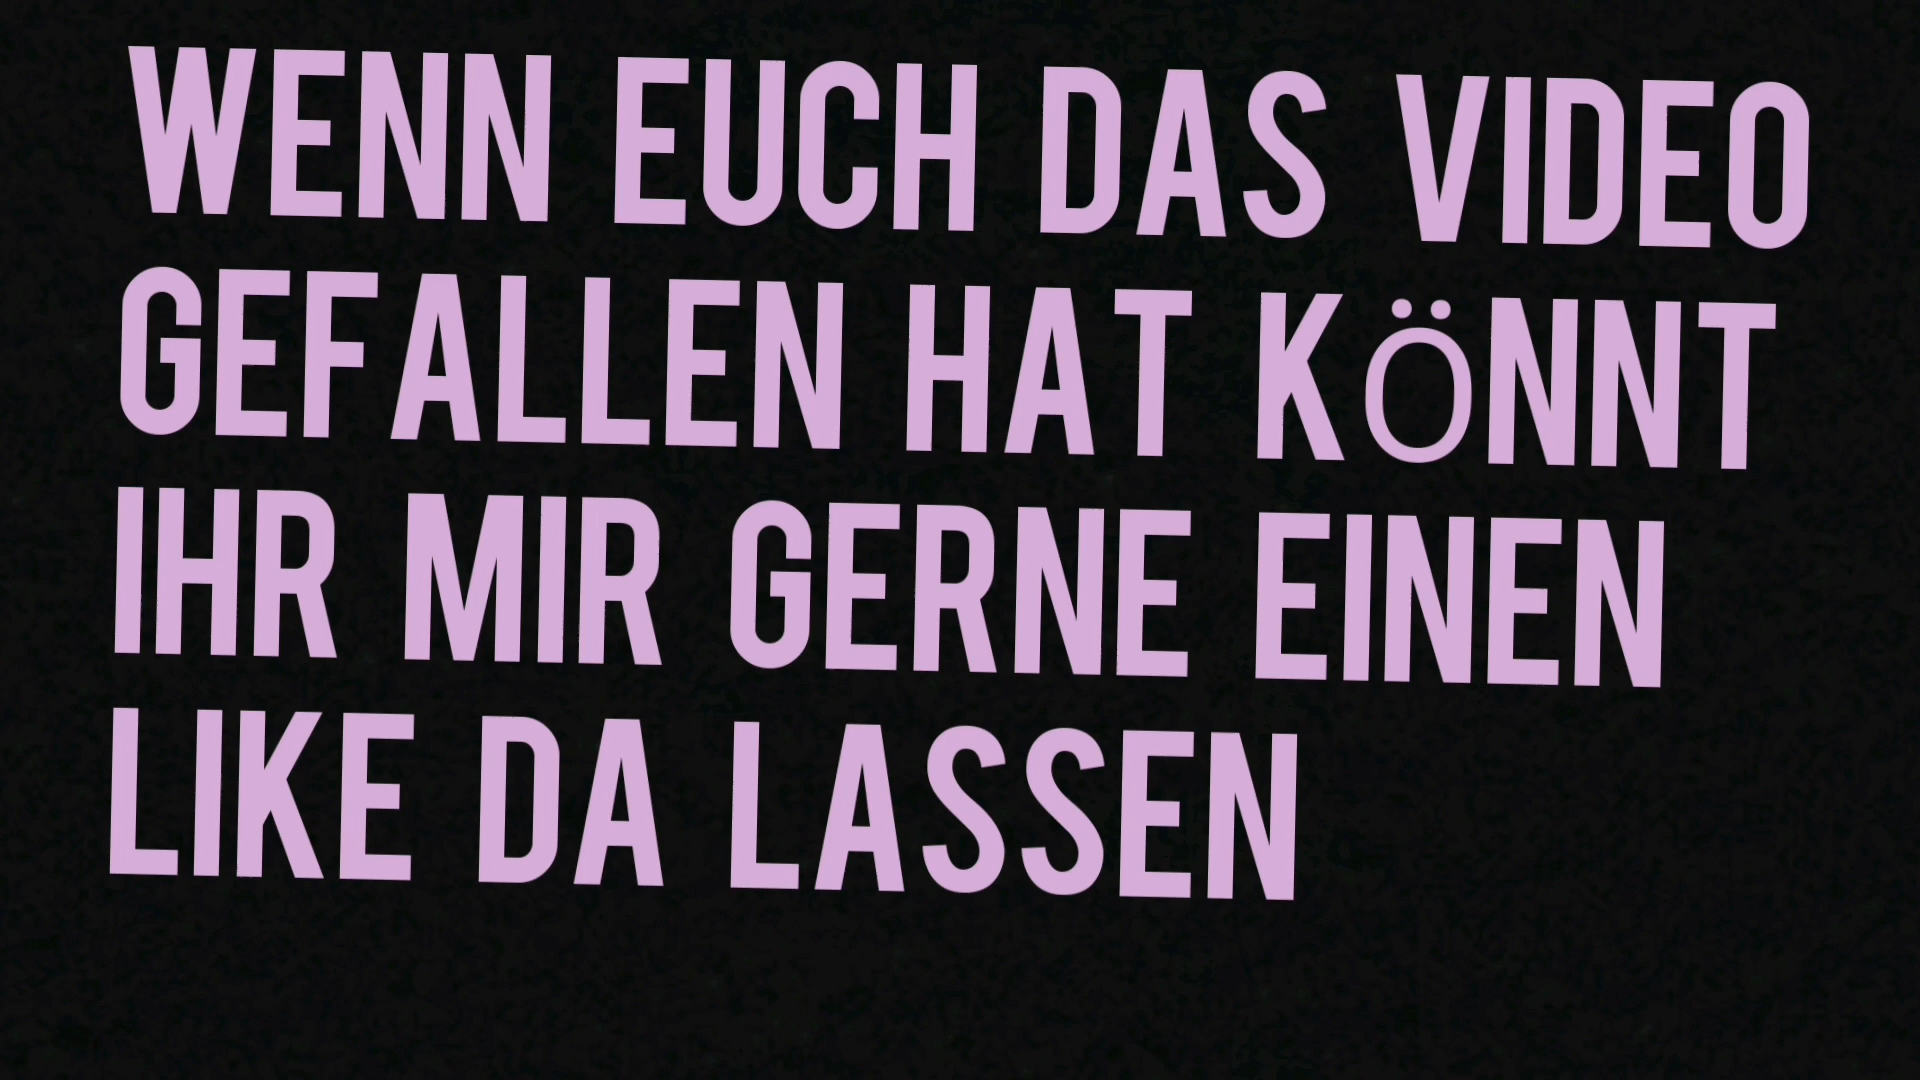 WENN EUCH DAS VIDEO
GEFALLEN HAT KÖNNT
IHR MIR GERNE EINEN
LIKE DA LASSEN